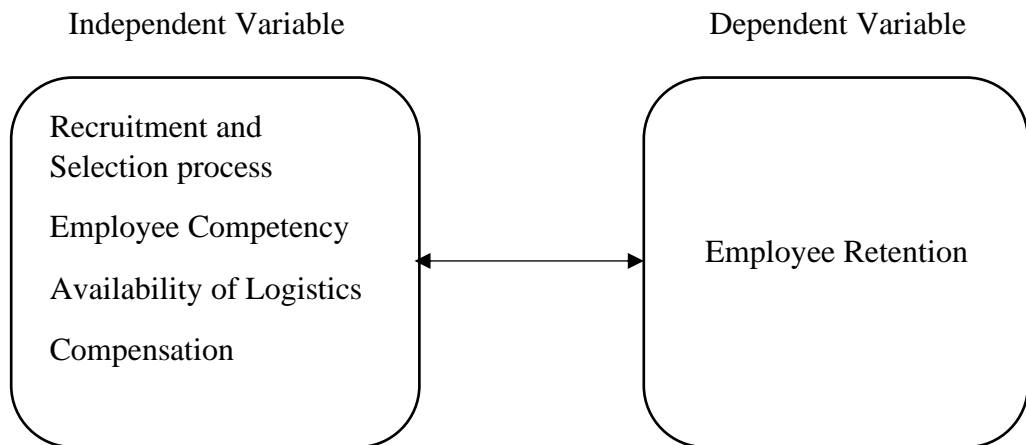 Independent Variable
Dependent Variable
Recruitment and
Selection process
Employee Competency
Availability of Logistics
Compensation
Employee Retention